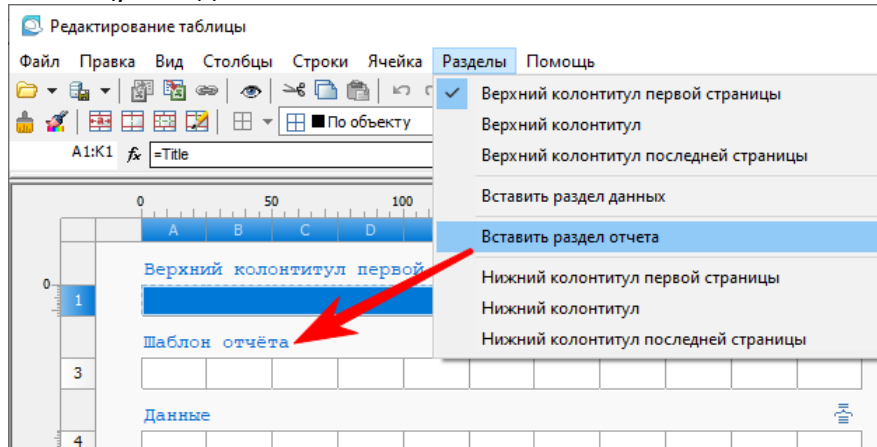 Редактирование таблицы
Файл Правка Вид Столбцы Строки Ячейка Разделы Помощь
Верхний колонтитул первой страницы
Верхний колонтитул
Верхний колонтитул последней страницы
Вставить раздел данных
Вставить раздел отчета
Нижний колонтитул первой страницы
Нижний колонтитул
Нижний колонтитул последней страницы
По объекту
A1:K1 fx =Title
0 50 100
A B C D
Верхний колонтитул первой
0
1
Шаблон отчёта
3
Данные
4